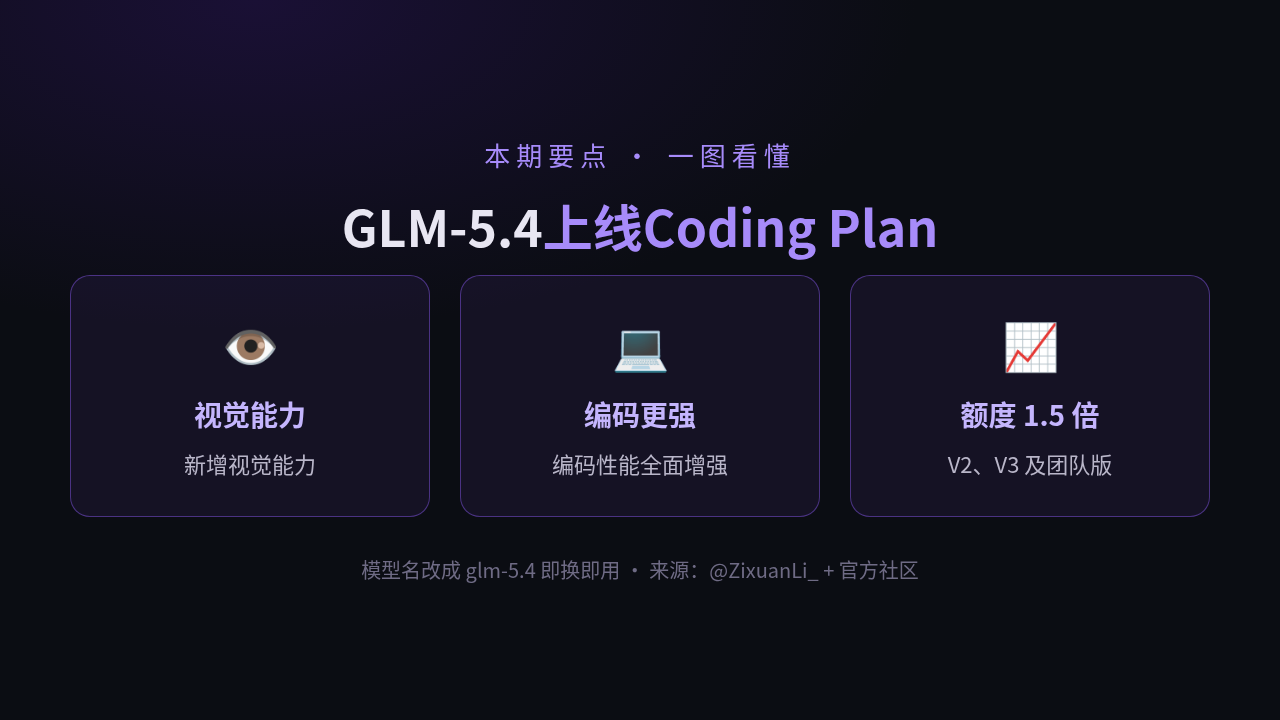 本期要点 · 一图看懂
GLM-5.4上线Coding Plan
视觉能力
新增视觉能力
编码更强
编码性能全面增强
额度 1.5 倍
V2、V3 及团队版
模型名改成 glm-5.4 即换即用 · 来源：@ZixuanLi_ + 官方社区